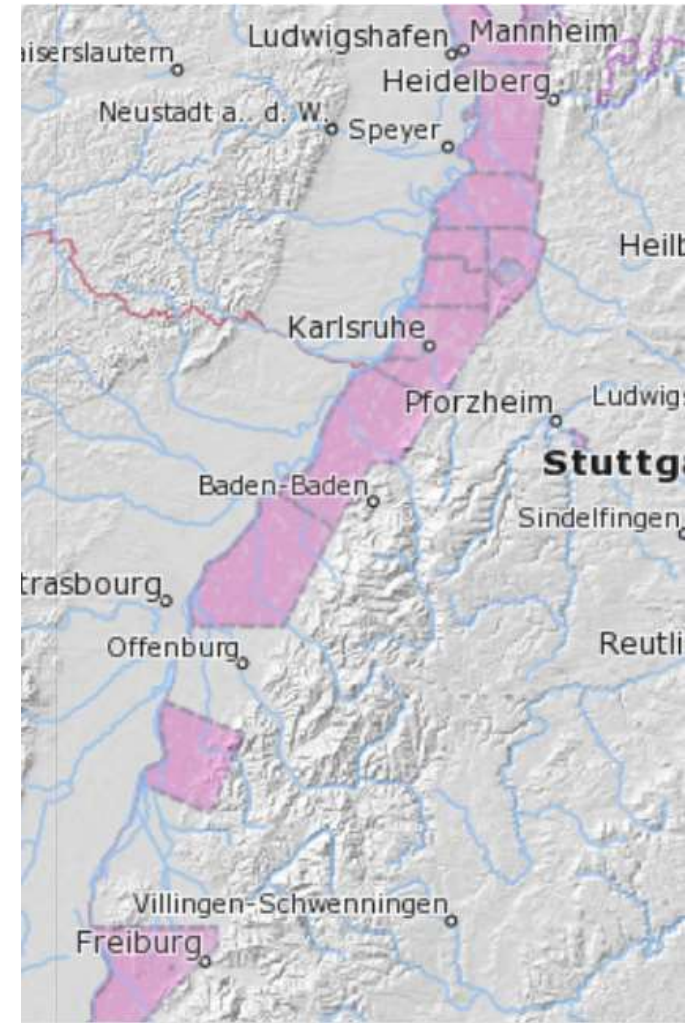 Ludwigshafen
Mannheim
aiserslautern
Heidelberg
Neustadt a. d. W.
Speyer
Heilb
Karlsruhe
Pforzheim
Ludwigs
Stuttga
Baden-Baden
Sindelfingen
trasbourg
Offenburg
Reutli
Villingen-Schwenningen
Freiburg